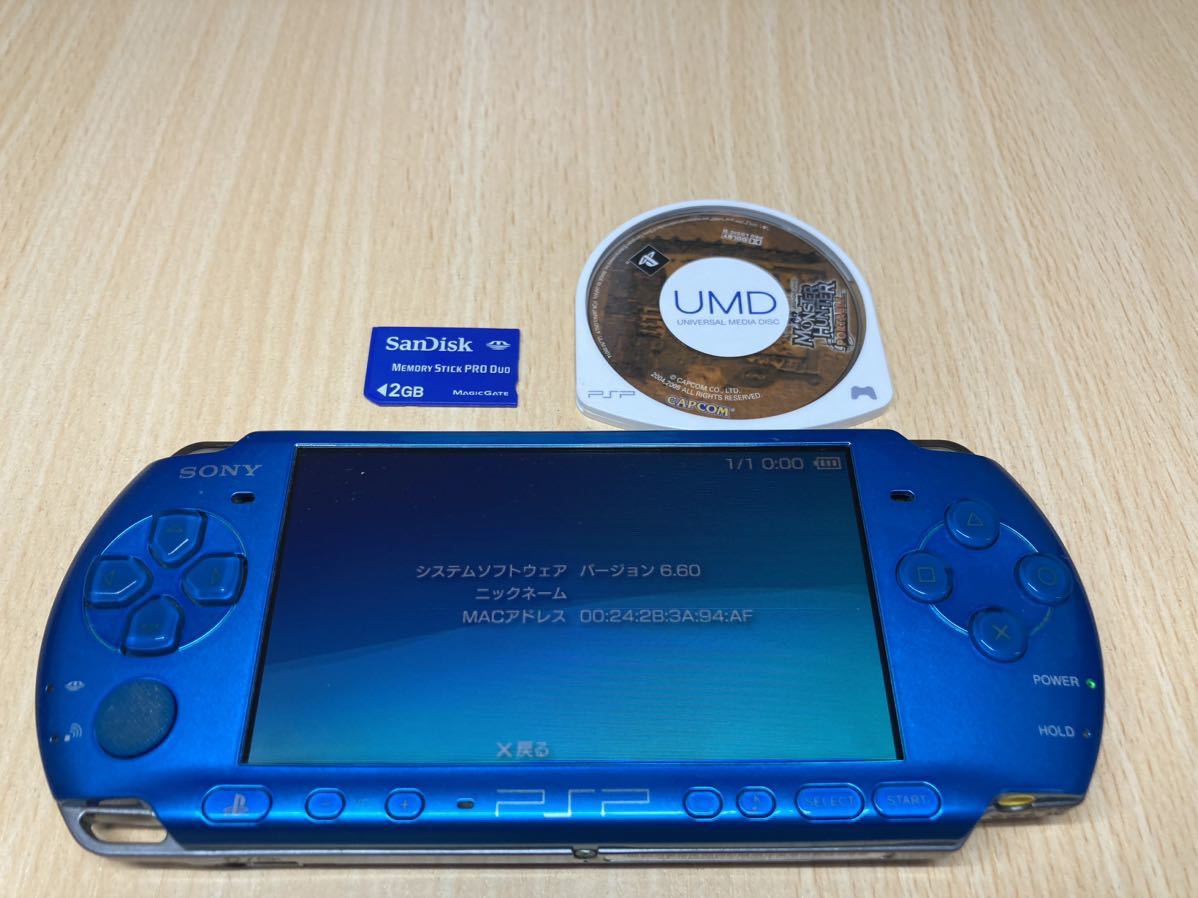 SanDisk
MEMORY STICK PRO DUO
2GB MAGICGATE
UMD
UNIVERSAL MEDIA DISC
MONSTER
HUNTER
PORTABLE
© CAPCOM CO., LTD.
2004,2006 ALL RIGHTS RESERVED
CAPCOM
PSP
SONY
1/1 0:00
システムソフトウェア バージョン 6.60
ニックネーム
MACアドレス 00:24:2B:3A:94:AF
×戻る
POWER
HOLD
PSP
SELECT
START